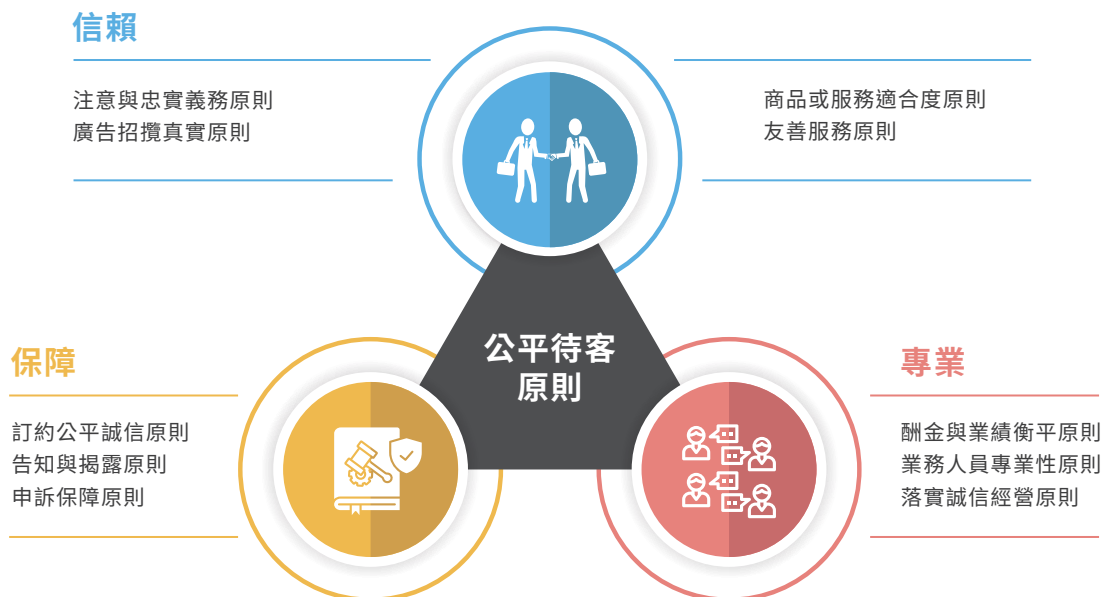 信賴
注意與忠實義務原則
廣告招攬真實原則
商品或服務適合度原則
友善服務原則
公平待客
原則
保障
訂約公平誠信原則
告知與揭露原則
申訴保障原則
專業
酬金與業績衡平原則
業務人員專業性原則
落實誠信經營原則